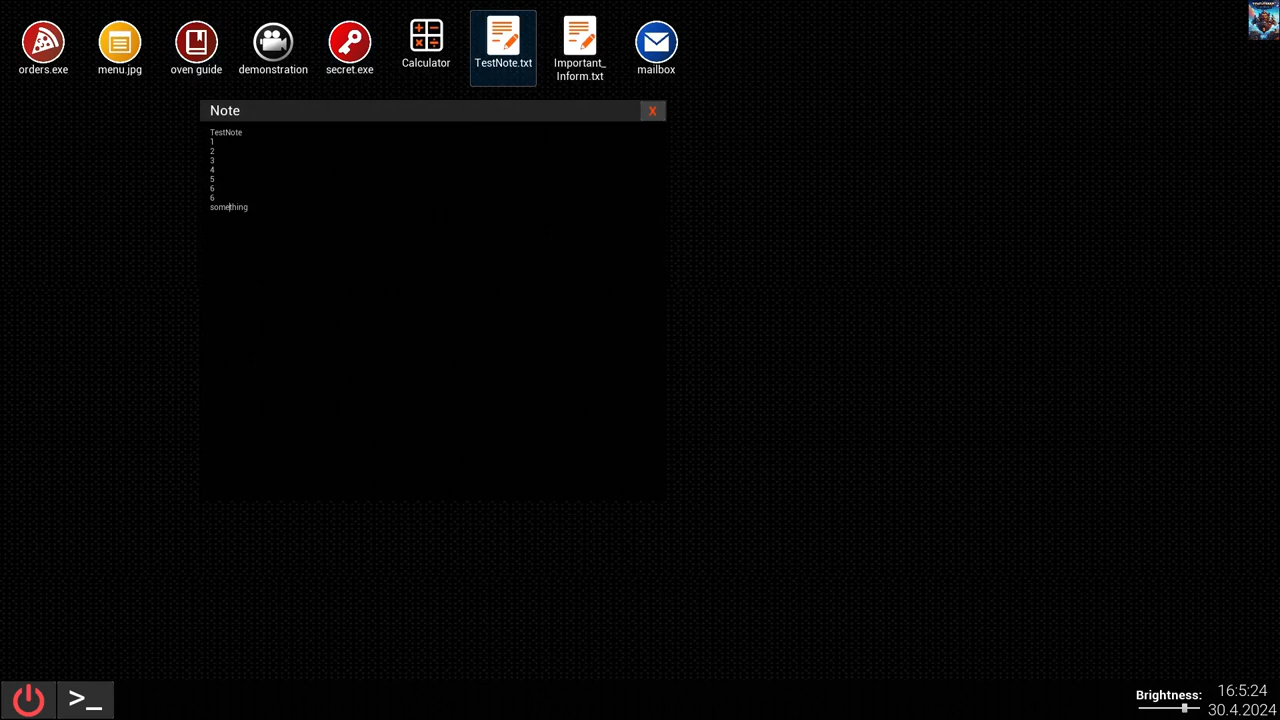 orders.exe
menu.jpg
oven guide
demonstration
secret.exe
Calculator
TestNote.txt
Important_
Inform.txt
mailbox
Note
X
TestNote
1
2
3
4
5
6
6
something
>_
Brightness:
16:5:24
30.4.2024